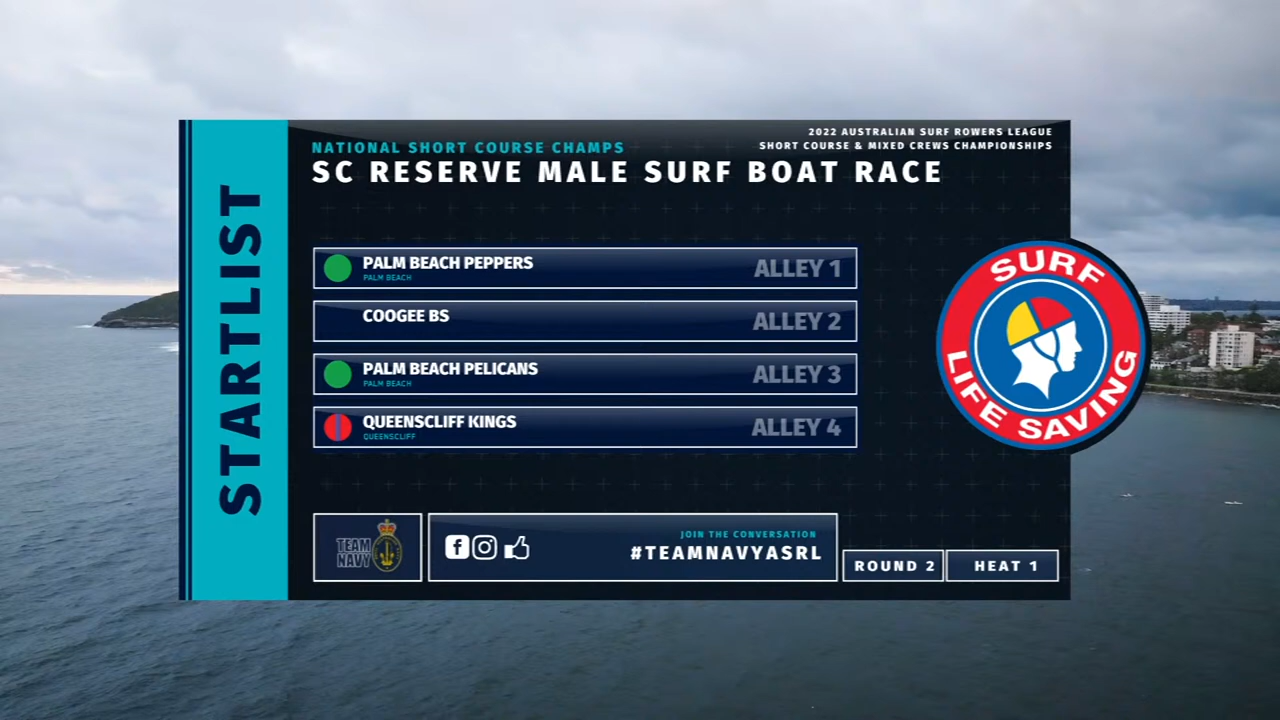 STARTLIST
2022 AUSTRALIAN SURF ROWERS LEAGUE
SHORT COURSE & MIXED CREWS CHAMPIONSHIPS
NATIONAL SHORT COURSE CHAMPS
SC RESERVE MALE SURF BOAT RACE
PALM BEACH PEPPERS
PALM BEACH
ALLEY 1
COOGEE BS
ALLEY 2
PALM BEACH PELICANS
PALM BEACH
ALLEY 3
QUEENSCLIFF KINGS
QUEENSCLIFF
ALLEY 4
SURF
LIFE SAVING
TEAM
NAVY
JOIN THE CONVERSATION
#TEAMNAVYASRL
ROUND 2
HEAT 1